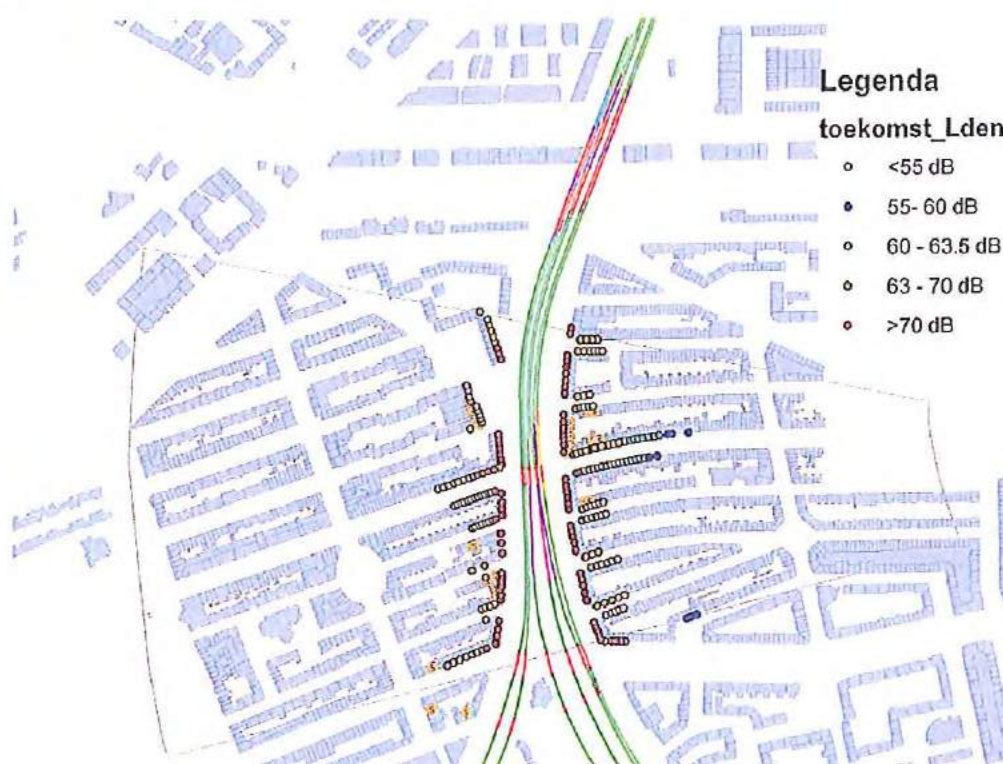 Legenda
toekomst_Lden
<55 dB
55- 60 dB
60 - 63.5 dB
63 - 70 dB
>70 dB